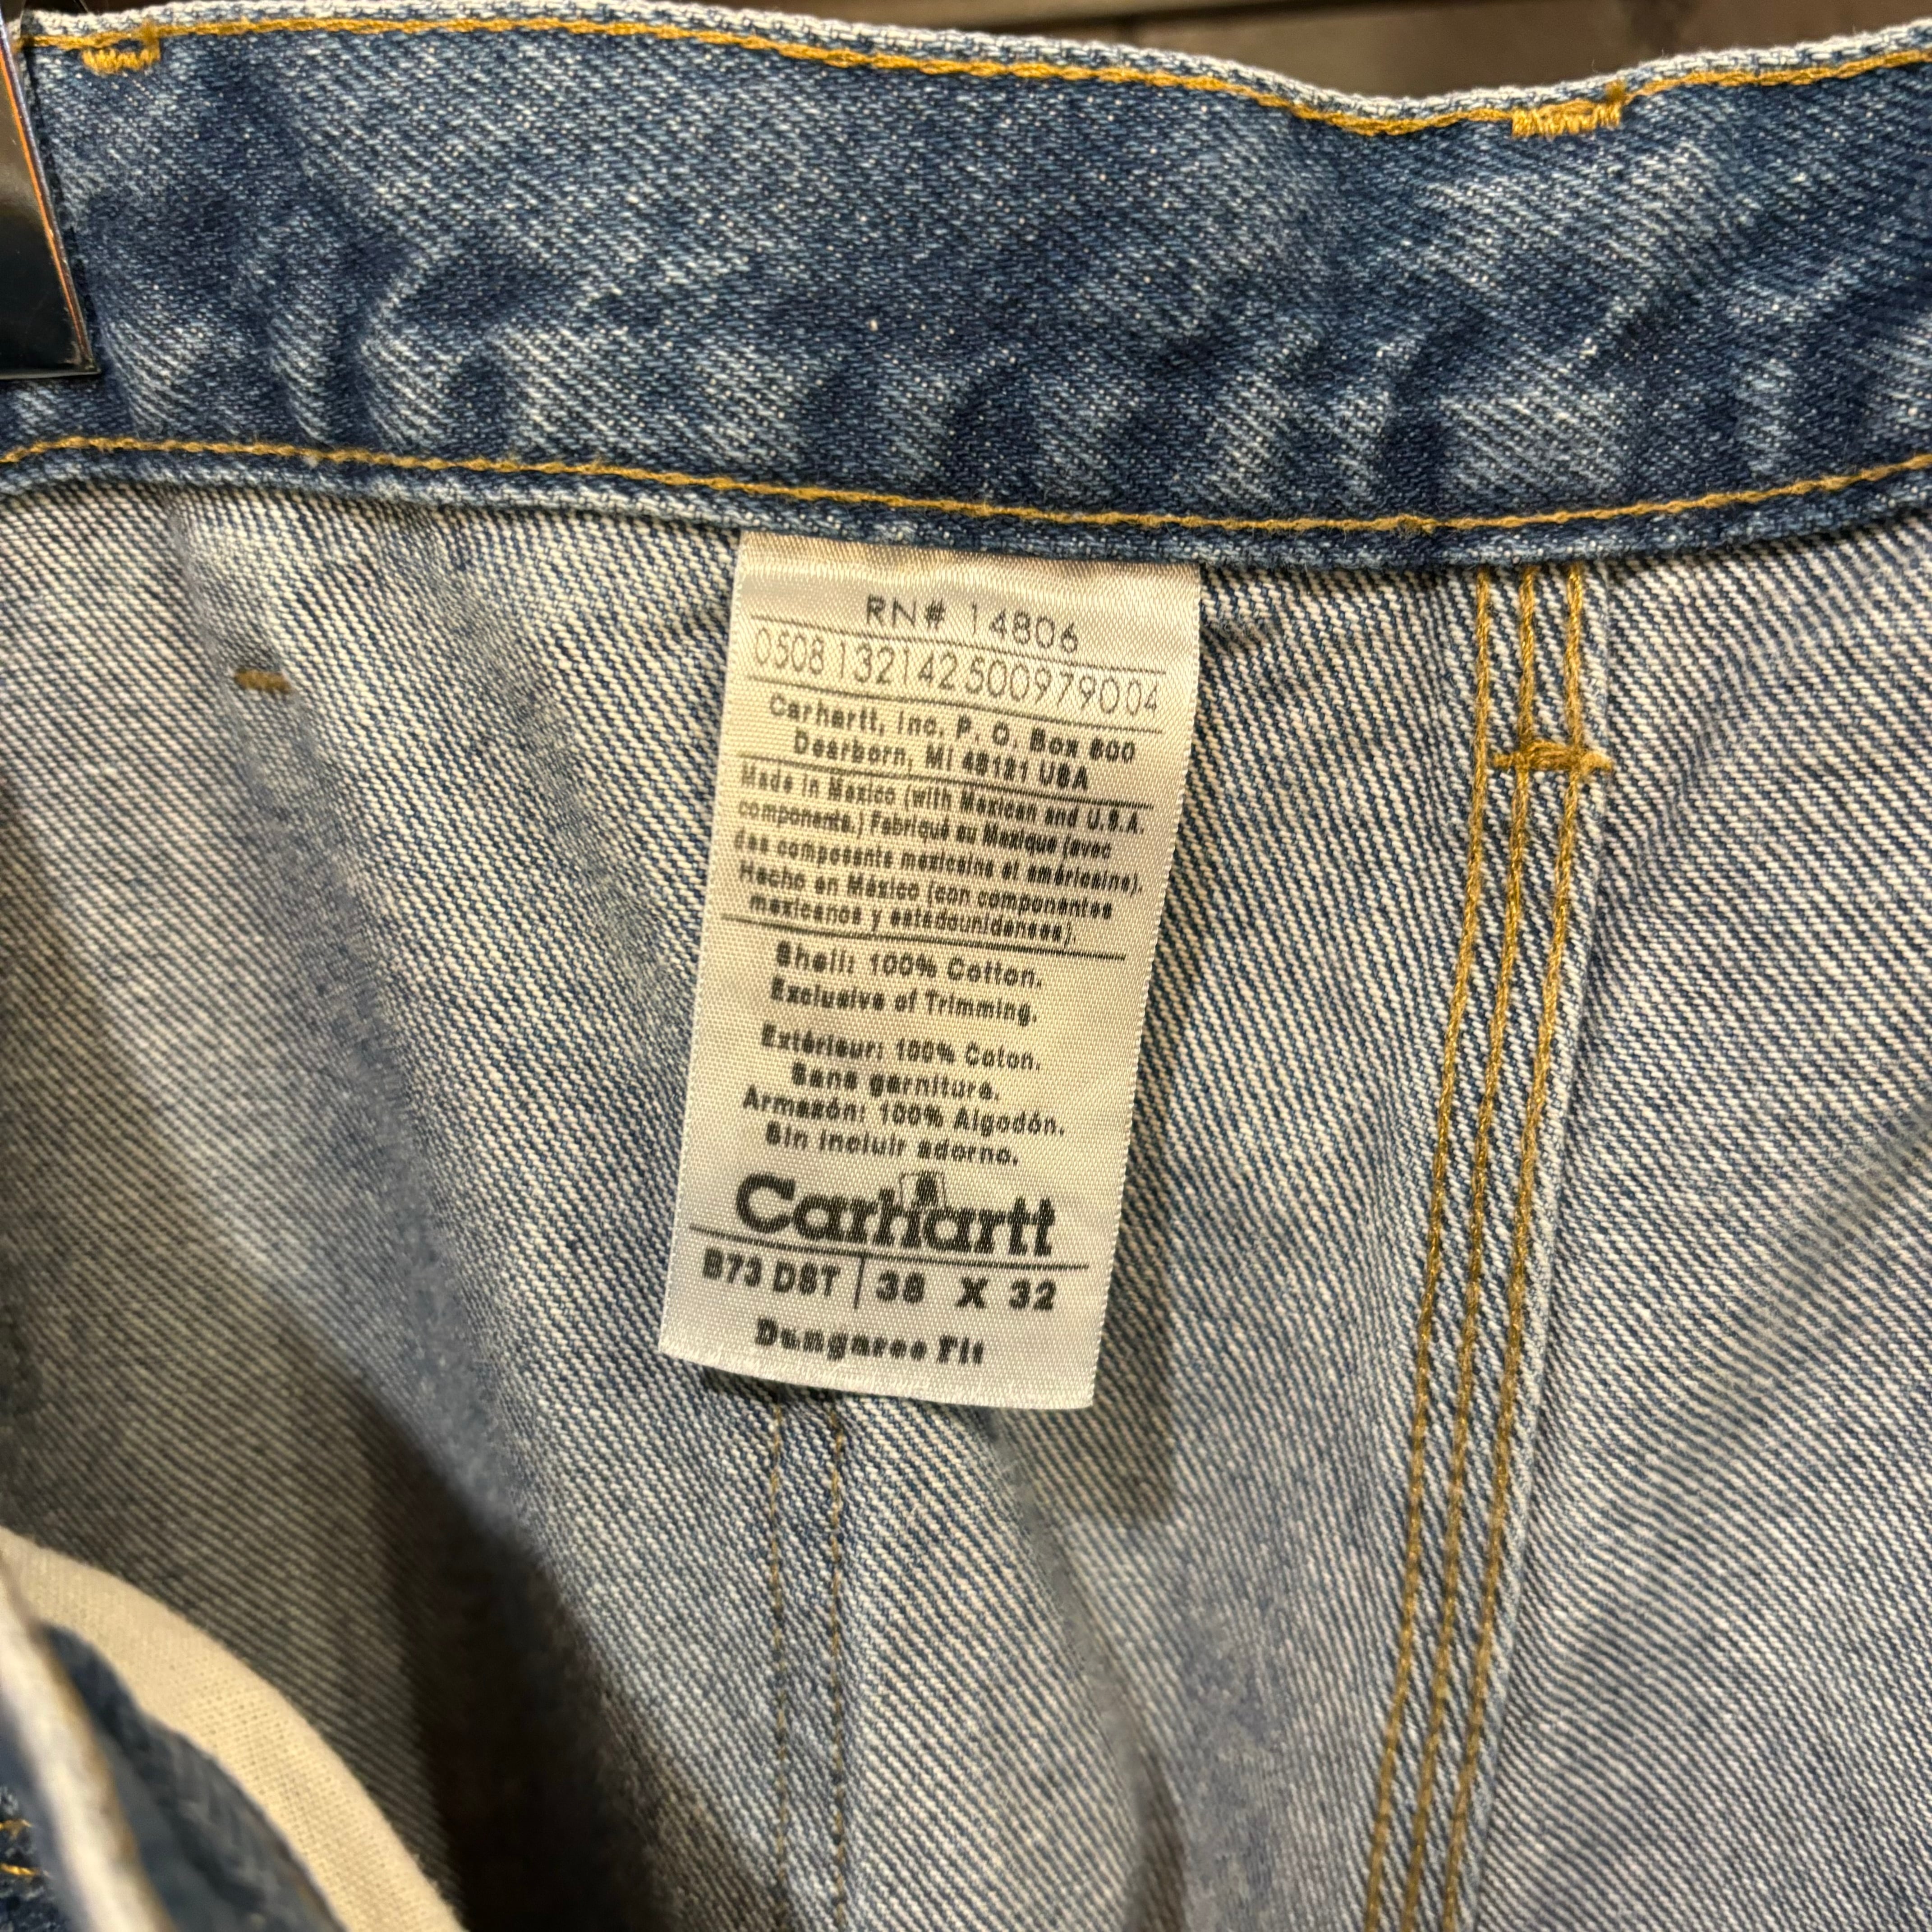 RN# 14806
0508132142500979004
Carhartt, Inc. P. O. Box 600
Dearborn, MI 48121 USA
Made in Mexico (with Mexican and U.S.A.
components.) Fabriqué au Mexique (avec
des composants mexicains et américains).
Hecho en México (con componentes
mexicanos y estadounidenses)
Shell: 100% Cotton.
Exclusive of Trimming.
Extérieur: 100% Coton.
Sans garniture.
Armazón: 100% Algodón.
Sin incluir adorno.
Carhartt
B73 DST | 38 X 32
Dungaree Fit